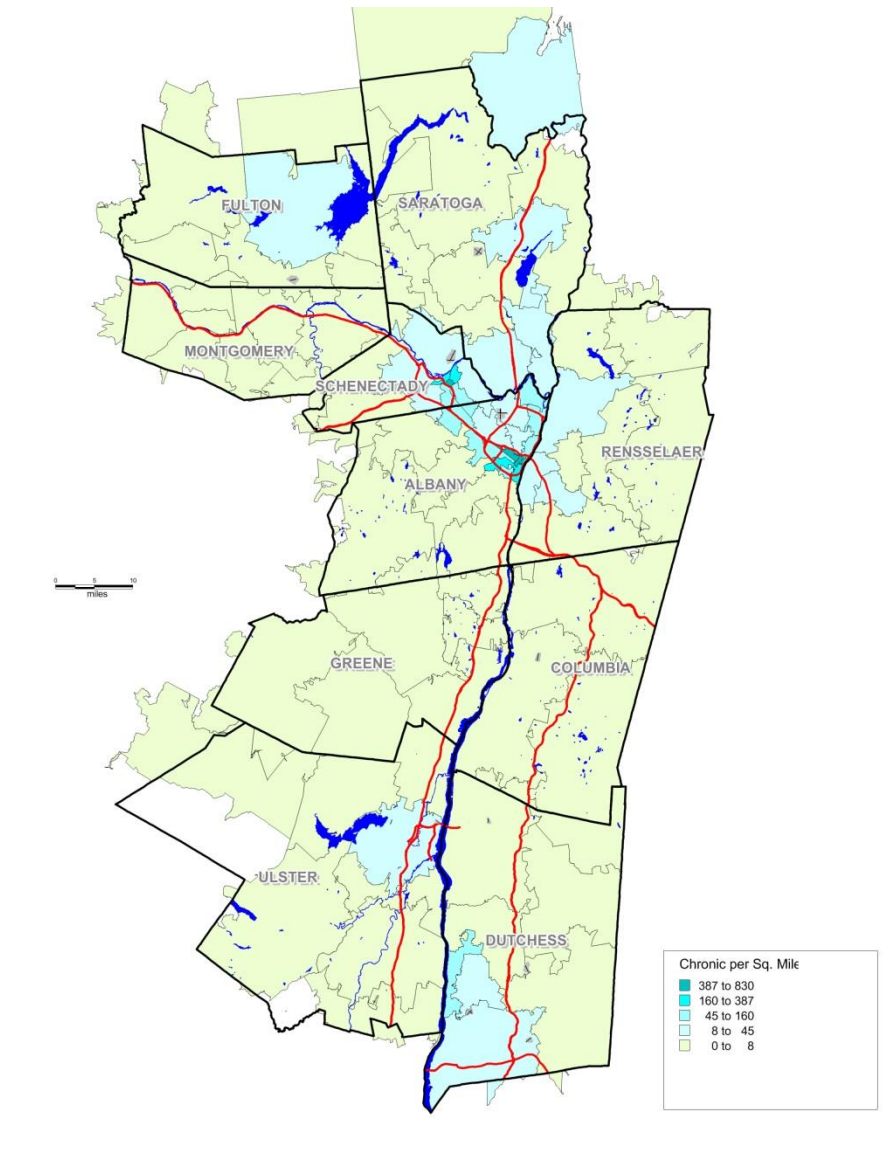 FULTON
SARATOGA
MONTGOMERY
SCHENECTADY
RENSSELAER
ALBANY
0 5 10
miles
GREENE
COLUMBIA
ULSTER
DUTCHESS
Chronic per Sq. Mile
387 to 830
160 to 387
45 to 160
8 to 45
0 to 8